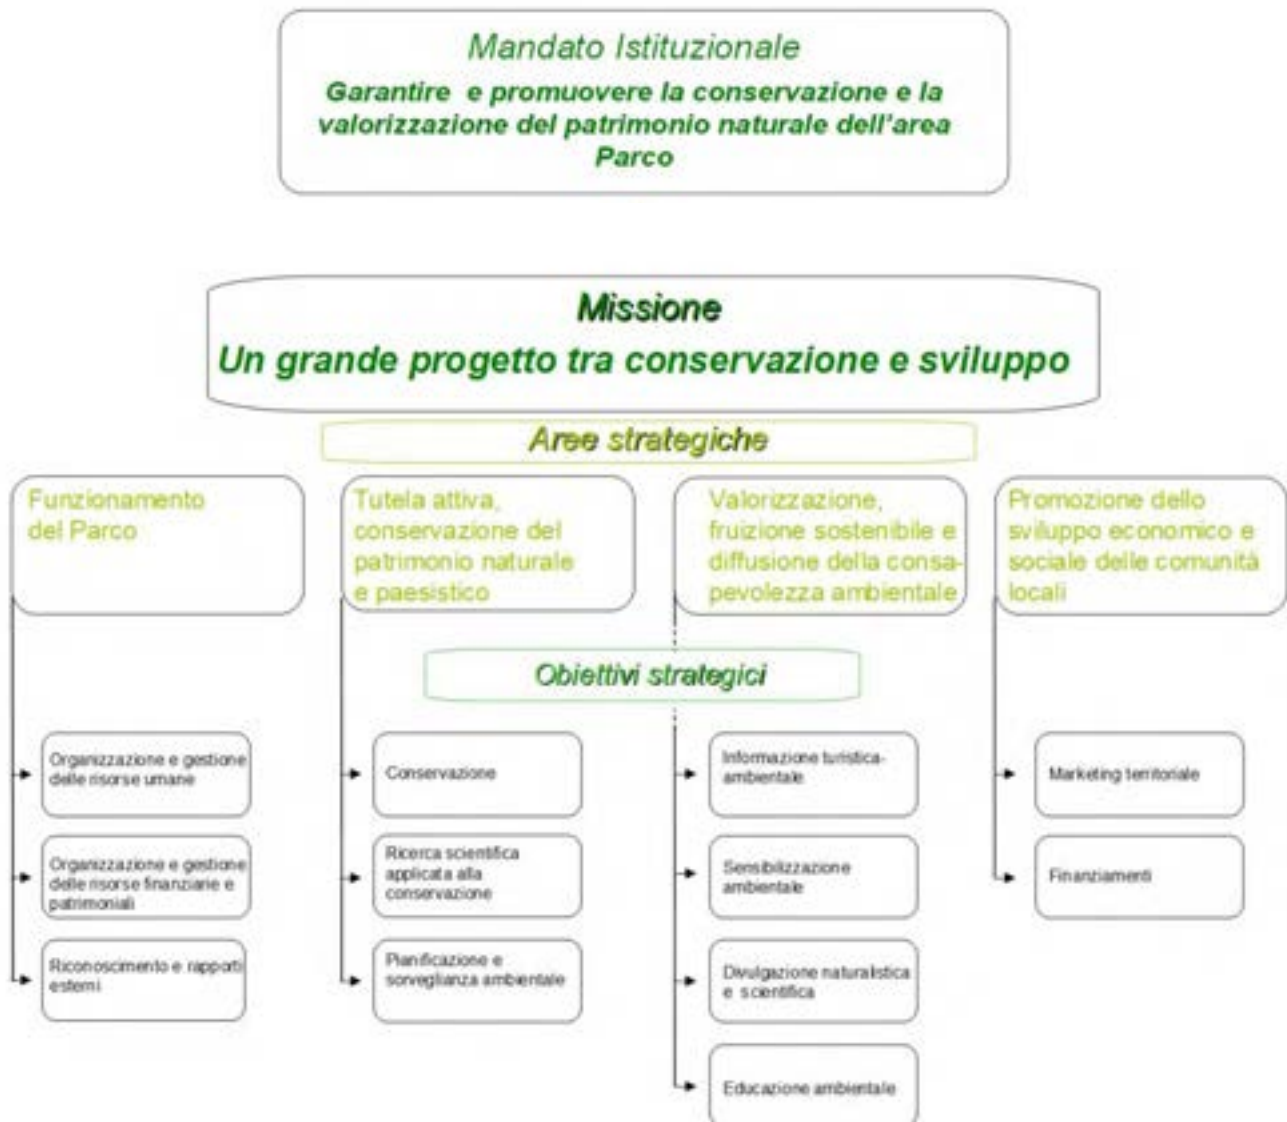 Mandato Istituzionale
Garantire e promuovere la conservazione e la
valorizzazione del patrimonio naturale dell'area
Parco
Missione
Un grande progetto tra conservazione e sviluppo
Aree strategiche
Funzionamento
del Parco
Tutela attiva,
conservazione del
patrimonio naturale
e paesistico
Valorizzazione,
fruizione sostenibile e
diffusione della consa-
pevolezza ambientale
Promozione dello
sviluppo economico e
sociale delle comunità
locali
Obiettivi strategici
Organizzazione e gestione
delle risorse umane
Organizzazione e gestione
delle risorse finanziarie e
patrimoniali
Riconoscimento e rapporti
esterni
Conservazione
Ricerca scientifica
applicata alla
conservazione
Pianificazione e
sorveglianza ambientale
Informazione turistica-
ambientale
Sensibilizzazione
ambientale
Divulgazione naturalistica
e scientifica
Educazione ambientale
Marketing territoriale
Finanziamenti